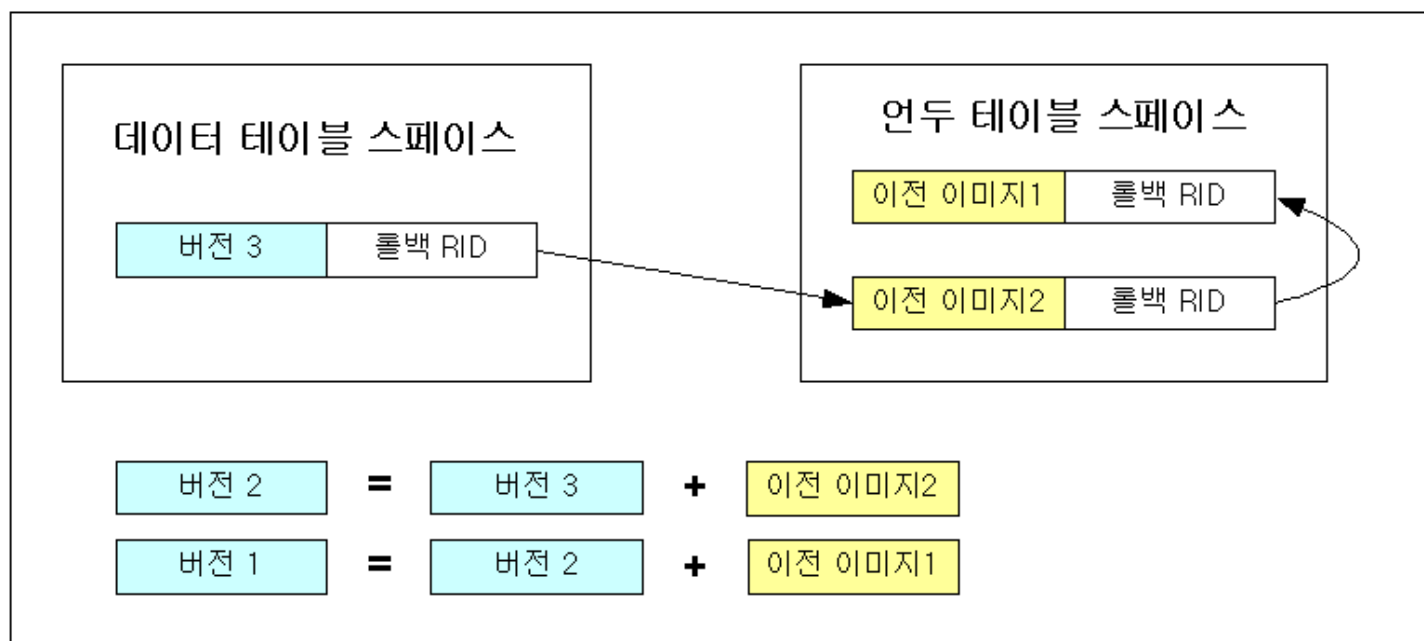 데이터 테이블 스페이스
버전 3 롤백 RID
언두 테이블 스페이스
이전 이미지1 롤백 RID
이전 이미지2 롤백 RID
버전 2 = 버전 3 + 이전 이미지2
버전 1 = 버전 2 + 이전 이미지1